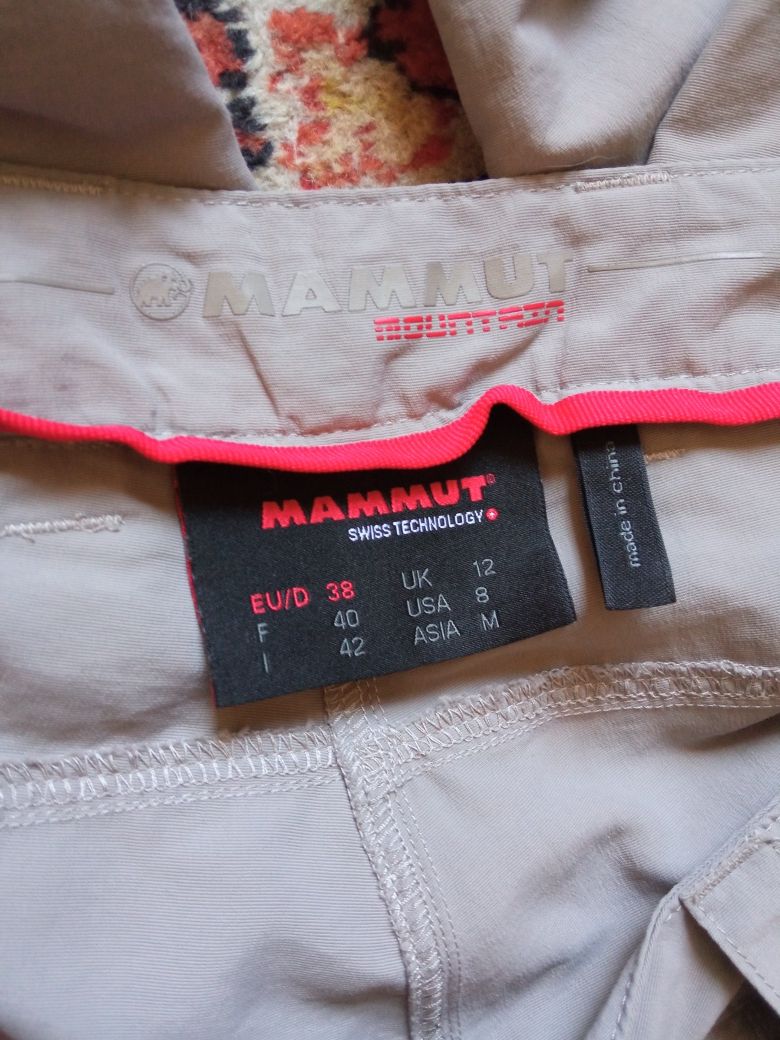 MAMMUT
MOUNTAIN
MAMMUT®
SWISS TECHNOLOGY
EU/D 38 UK 12
F 40 USA 8
I 42 ASIA M
made in china